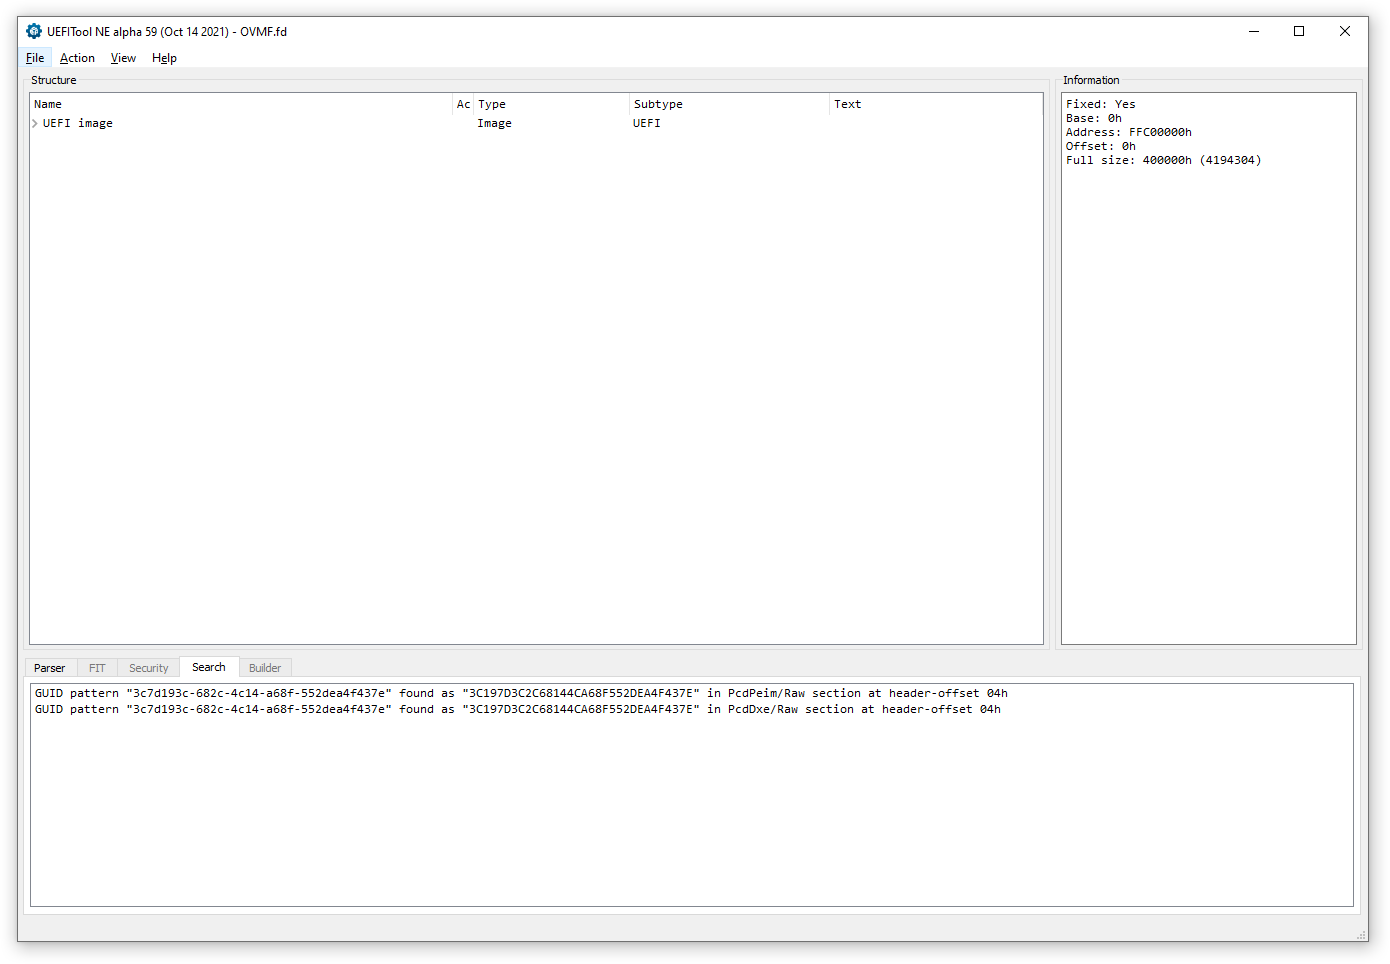 UEFITool NE alpha 59 (Oct 14 2021) - OVMF.fd
File Action View Help
Structure
Name Ac Type Subtype Text
UEFI image Image UEFI
Information
Fixed: Yes
Base: 0h
Address: FFC00000h
Offset: 0h
Full size: 400000h (4194304)
Parser FIT Security Search Builder
GUID pattern "3c7d193c-682c-4c14-a68f-552dea4f437e" found as "3C197D3C2C68144CA68F552DEA4F437E" in PcdPeim/Raw section at header-offset 04h
GUID pattern "3c7d193c-682c-4c14-a68f-552dea4f437e" found as "3C197D3C2C68144CA68F552DEA4F437E" in PcdDxe/Raw section at header-offset 04h